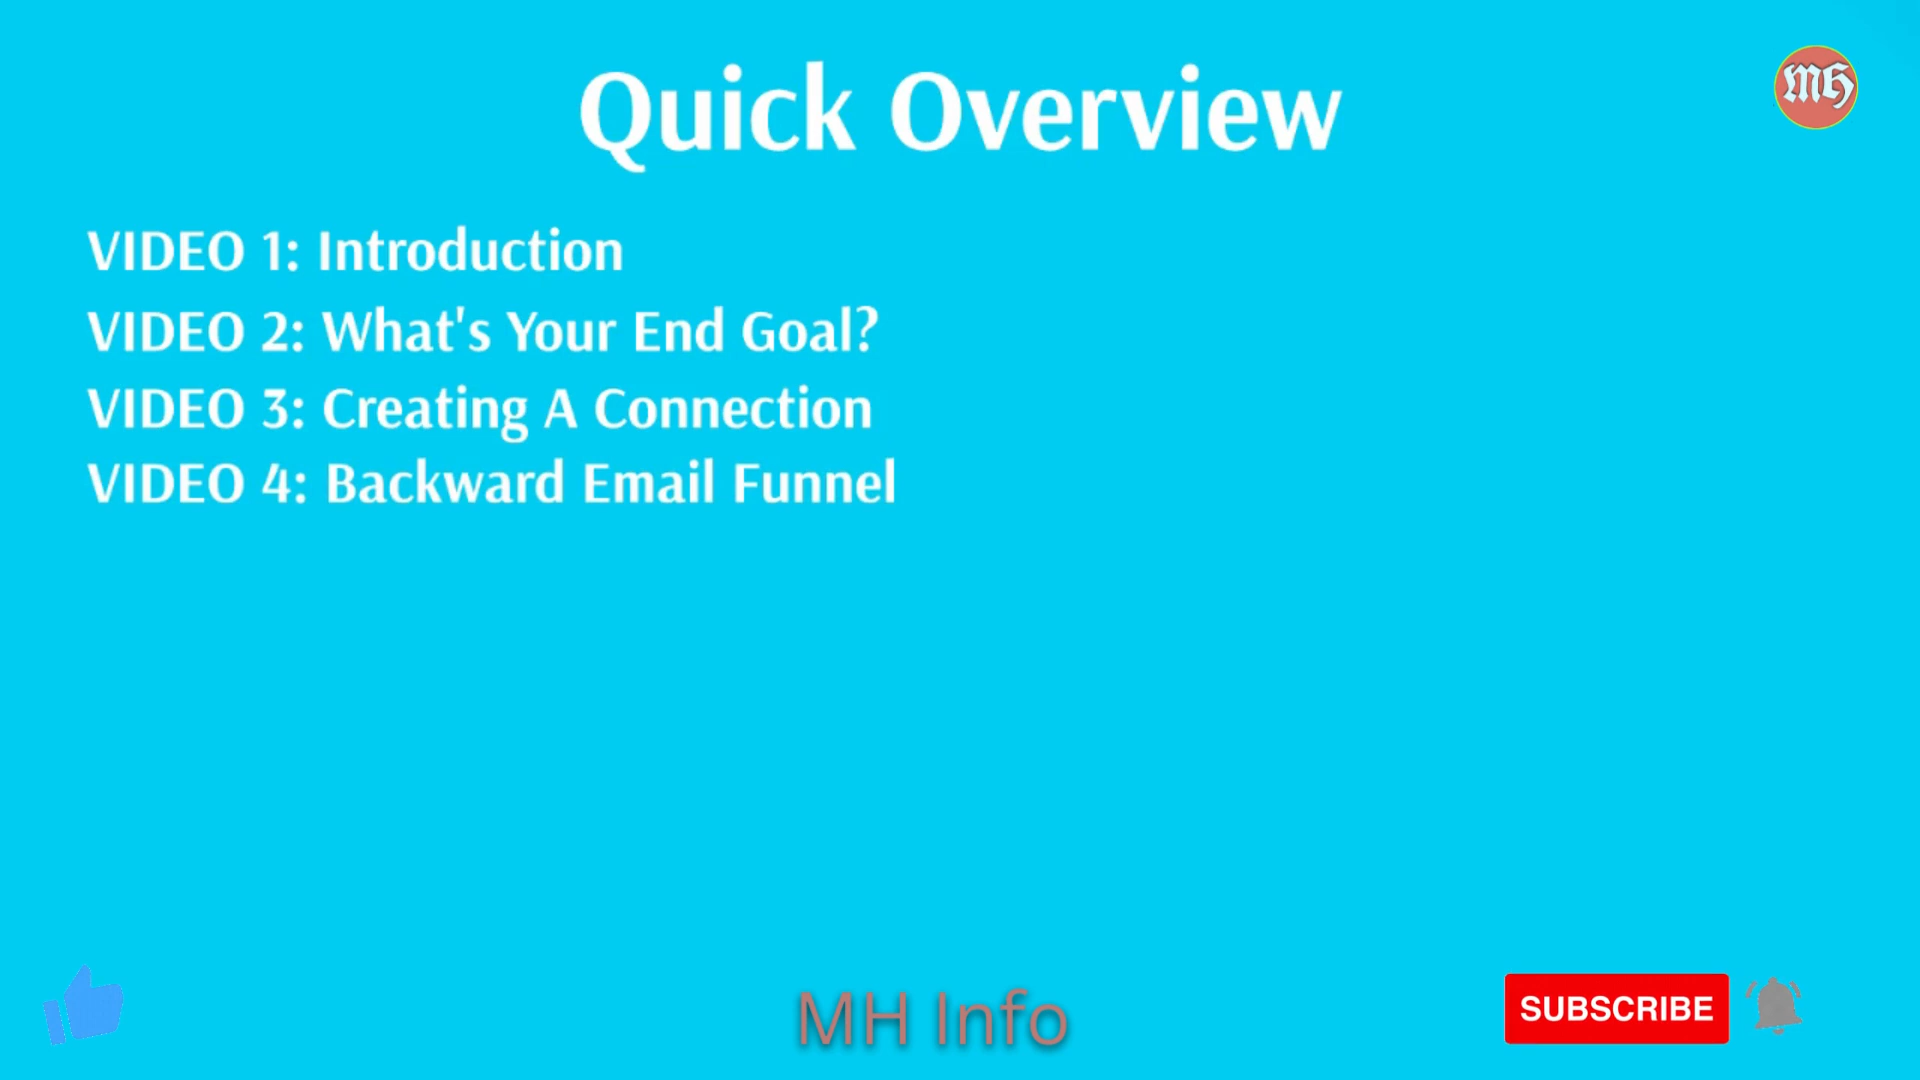 Quick Overview
MH
VIDEO 1: Introduction
VIDEO 2: What's Your End Goal?
VIDEO 3: Creating A Connection
VIDEO 4: Backward Email Funnel
MH Info
SUBSCRIBE